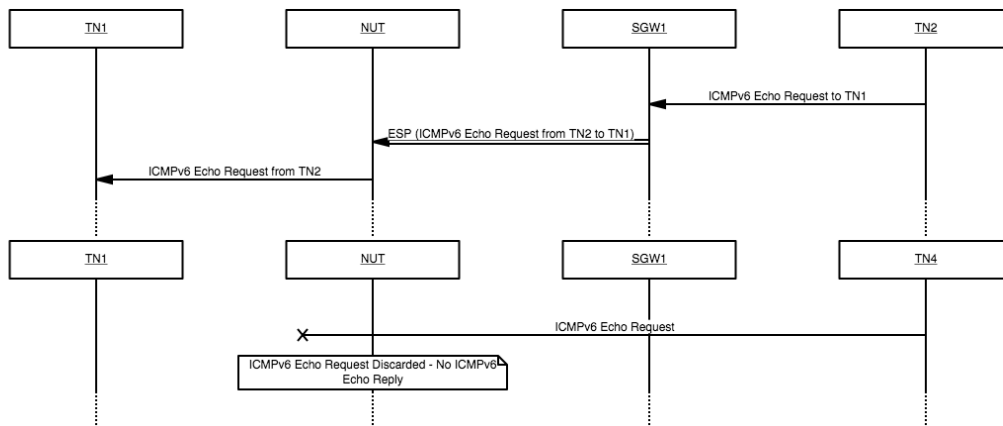 TN1
NUT
SGW1
TN2
ICMPv6 Echo Request to TN1
ESP (ICMPv6 Echo Request from TN2 to TN1)
ICMPv6 Echo Request from TN2
TN1
NUT
SGW1
TN4
ICMPv6 Echo Request
ICMPv6 Echo Request Discarded - No ICMPv6
Echo Reply